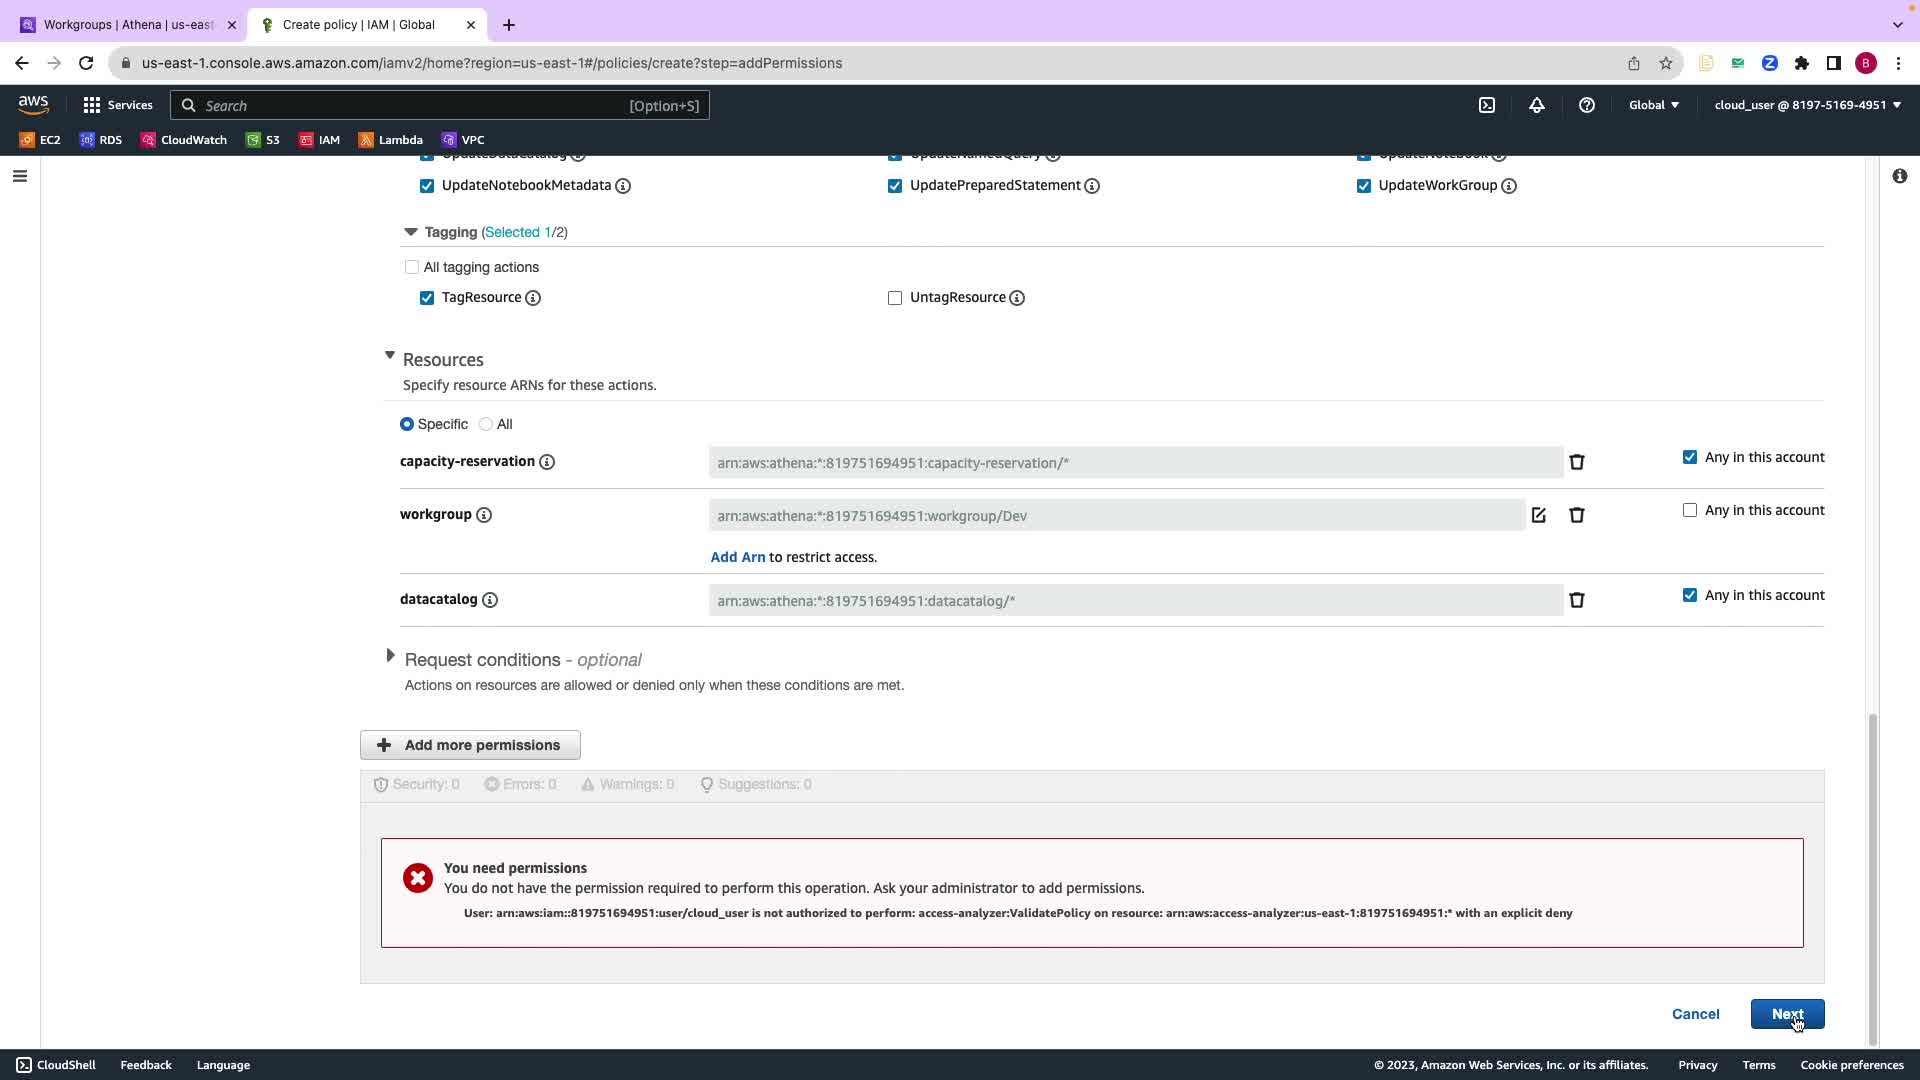 Workgroups | Athena | us-east
Create policy | IAM | Global
us-east-1.console.aws.amazon.com/iamv2/home?region=us-east-1#/policies/create?step=addPermissions
B
aws
Services
Search
[Option+S]
Global
cloud_user @ 8197-5169-4951
EC2
RDS
CloudWatch
S3
IAM
Lambda
VPC
UpdateDataCatalog
UpdateNamedQuery
UpdateNotebook
UpdateNotebookMetadata
UpdatePreparedStatement
UpdateWorkGroup
Tagging (Selected 1/2)
All tagging actions
TagResource
UntagResource
Resources
Specify resource ARNs for these actions.
Specific
All
capacity-reservation
arn:aws:athena:*:819751694951:capacity-reservation/*
Any in this account
workgroup
arn:aws:athena:*:819751694951:workgroup/Dev
Any in this account
Add Arn to restrict access.
datacatalog
arn:aws:athena:*:819751694951:datacatalog/*
Any in this account
Request conditions - optional
Actions on resources are allowed or denied only when these conditions are met.
Add more permissions
Security: 0
Errors: 0
Warnings: 0
Suggestions: 0
You need permissions
You do not have the permission required to perform this operation. Ask your administrator to add permissions.
User: arn:aws:iam::819751694951:user/cloud_user is not authorized to perform: access-analyzer:ValidatePolicy on resource: arn:aws:access-analyzer:us-east-1:819751694951:* with an explicit deny
Cancel
Next
CloudShell
Feedback
Language
© 2023, Amazon Web Services, Inc. or its affiliates.
Privacy
Terms
Cookie preferences